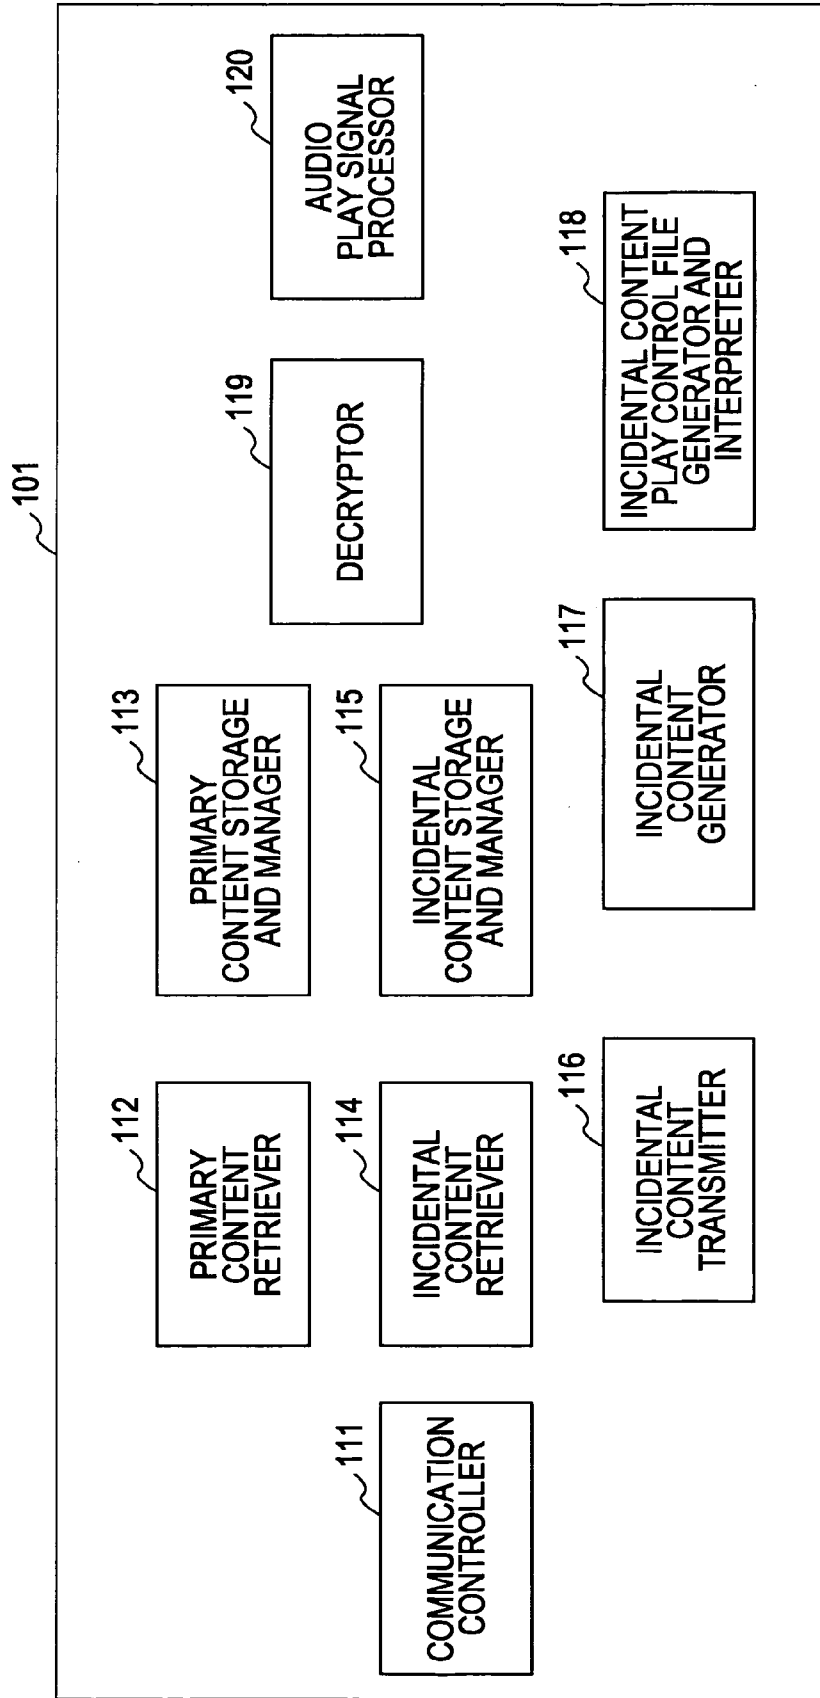 101
111
COMMUNICATION
CONTROLLER
112
PRIMARY
CONTENT
RETRIEVER
113
PRIMARY
CONTENT STORAGE
AND MANAGER
114
INCIDENTAL
CONTENT
RETRIEVER
115
INCIDENTAL
CONTENT STORAGE
AND MANAGER
116
INCIDENTAL
CONTENT
TRANSMITTER
117
INCIDENTAL
CONTENT
GENERATOR
118
INCIDENTAL CONTENT
PLAY CONTROL FILE
GENERATOR AND
INTERPRETER
119
DECRYPTOR
120
AUDIO
PLAY SIGNAL
PROCESSOR